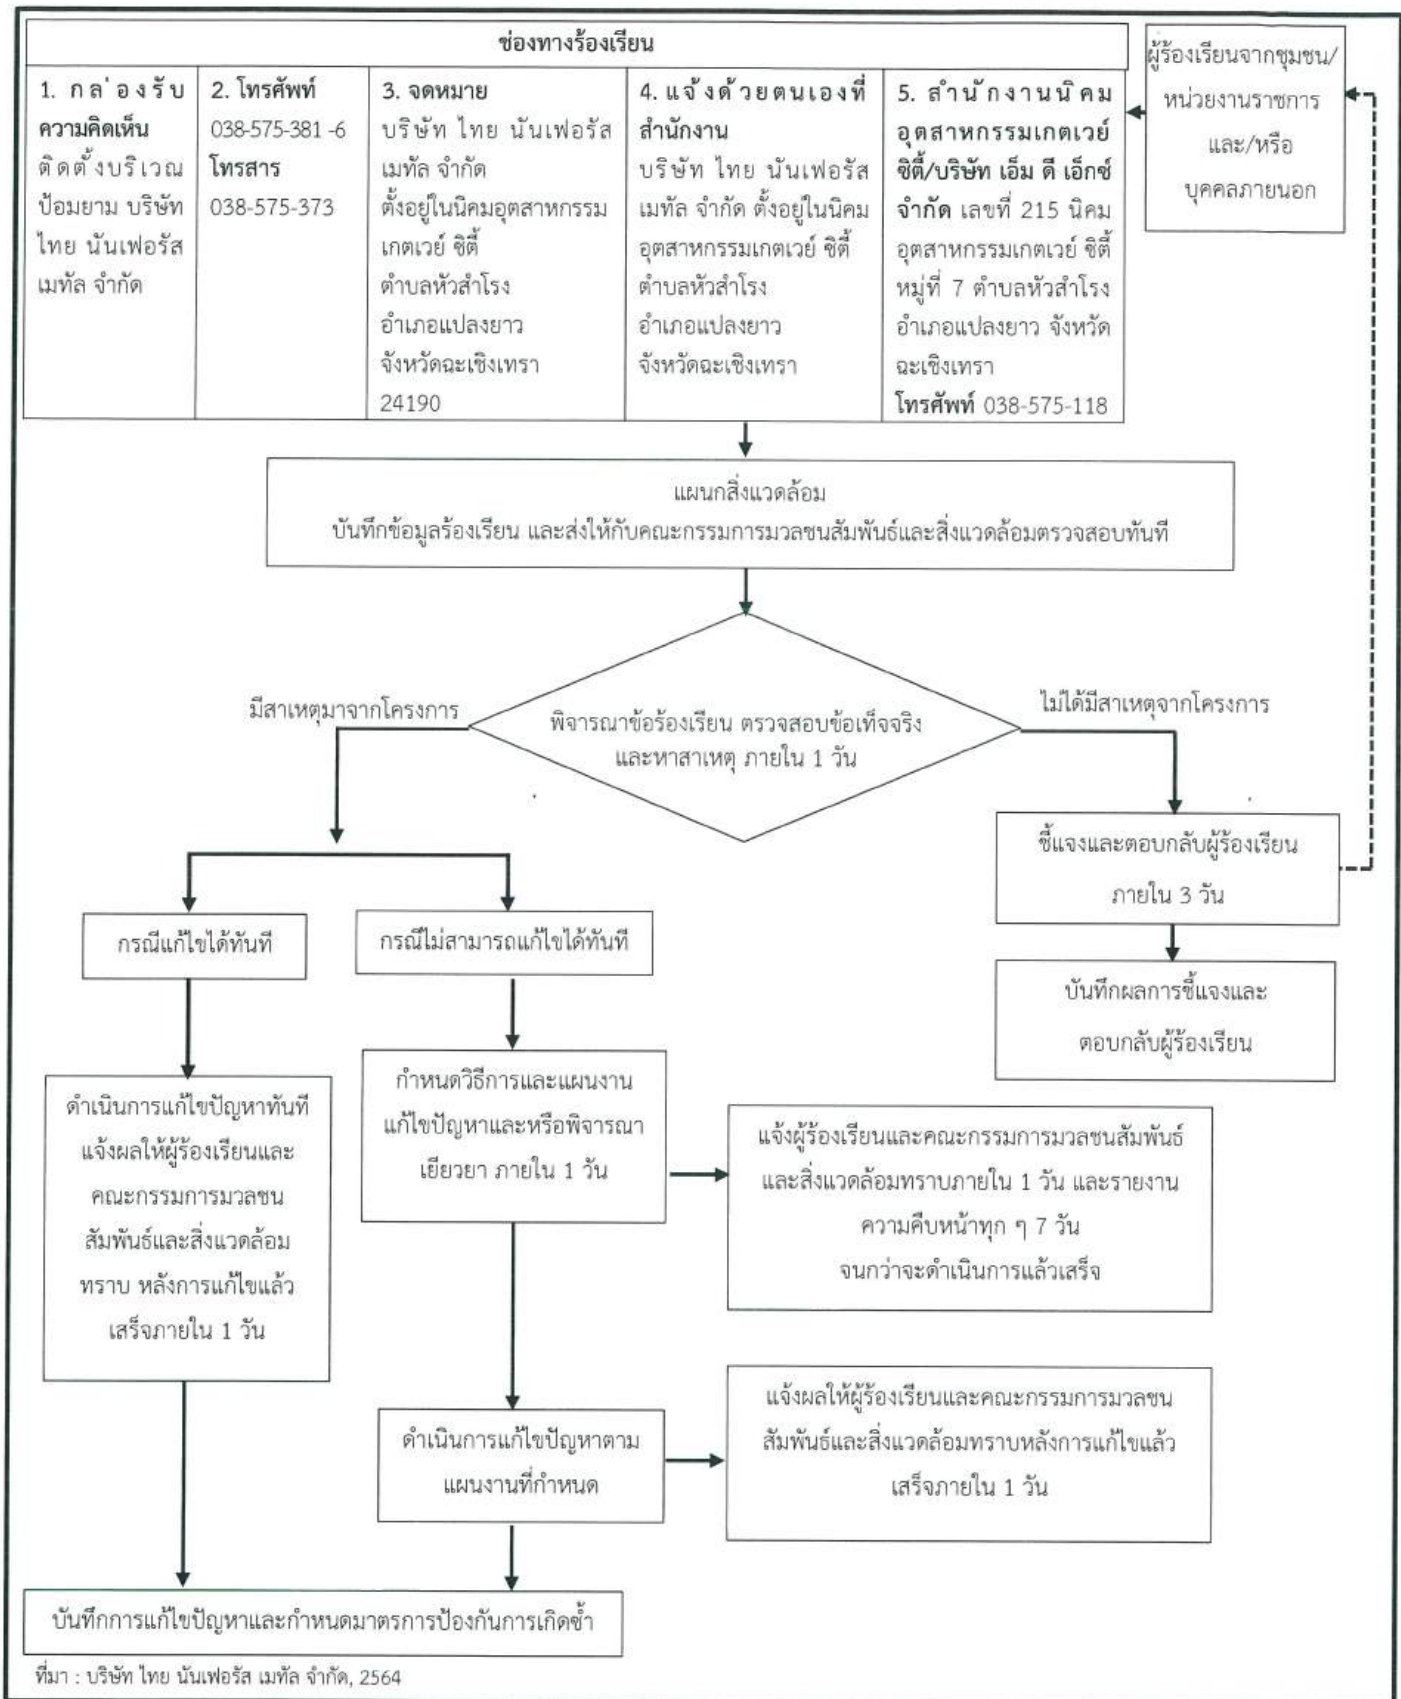 ช่องทางร้องเรียน
1. กล่องรับ
ความคิดเห็น
ติดตั้งบริเวณ
ป้อมยาม บริษัท
ไทย นันเฟอรัส
เมทัล จำกัด
2. โทรศัพท์
038-575-381 -6
โทรสาร
038-575-373
3. จดหมาย
บริษัท ไทย นันเฟอรัส
เมทัล จำกัด
ตั้งอยู่ในนิคมอุตสาหกรรม
เกตเวย์ ซิตี้
ตำบลหัวสำโรง
อำเภอแปลงยาว
จังหวัดฉะเชิงเทรา
24190
4. แจ้งด้วยตนเองที่
สำนักงาน
บริษัท ไทย นันเฟอรัส
เมทัล จำกัด ตั้งอยู่ในนิคม
อุตสาหกรรมเกตเวย์ ซิตี้
ตำบลหัวสำโรง
อำเภอแปลงยาว
จังหวัดฉะเชิงเทรา
5. สำนักงานนิคม
อุตสาหกรรมเกตเวย์
ซิตี้/บริษัท เอ็ม ดี เอ็กซ์
จำกัด เลขที่ 215 นิคม
อุตสาหกรรมเกตเวย์ ซิตี้
หมู่ที่ 7 ตำบลหัวสำโรง
อำเภอแปลงยาว จังหวัด
ฉะเชิงเทรา
โทรศัพท์ 038-575-118
ผู้ร้องเรียนจากชุมชน/
หน่วยงานราชการ
และ/หรือ
บุคคลภายนอก
แผนกสิ่งแวดล้อม
บันทึกข้อมูลร้องเรียน และส่งให้กับคณะกรรมการมวลชนสัมพันธ์และสิ่งแวดล้อมตรวจสอบทันที
มีสาเหตุมาจากโครงการ
พิจารณาข้อร้องเรียน ตรวจสอบข้อเท็จจริง
และหาสาเหตุ ภายใน 1 วัน
ไม่ได้มีสาเหตุจากโครงการ
ชี้แจงและตอบกลับผู้ร้องเรียน
ภายใน 3 วัน
กรณีแก้ไขได้ทันที
กรณีไม่สามารถแก้ไขได้ทันที
บันทึกผลการชี้แจงและ
ตอบกลับผู้ร้องเรียน
ดำเนินการแก้ไขปัญหาทันที
แจ้งผลให้ผู้ร้องเรียนและ
คณะกรรมการมวลชน
สัมพันธ์และสิ่งแวดล้อม
ทราบ หลังการแก้ไขแล้ว
เสร็จภายใน 1 วัน
กำหนดวิธีการและแผนงาน
แก้ไขปัญหาและหรือพิจารณา
เยียวยา ภายใน 1 วัน
แจ้งผู้ร้องเรียนและคณะกรรมการมวลชนสัมพันธ์
และสิ่งแวดล้อมทราบภายใน 1 วัน และรายงาน
ความคืบหน้าทุก ๆ 7 วัน
จนกว่าจะดำเนินการแล้วเสร็จ
ดำเนินการแก้ไขปัญหาตาม
แผนงานที่กำหนด
แจ้งผลให้ผู้ร้องเรียนและคณะกรรมการมวลชน
สัมพันธ์และสิ่งแวดล้อมทราบหลังการแก้ไขแล้ว
เสร็จภายใน 1 วัน
บันทึกการแก้ไขปัญหาและกำหนดมาตรการป้องกันการเกิดซ้ำ
ที่มา : บริษัท ไทย นันเฟอรัส เมทัล จำกัด, 2564